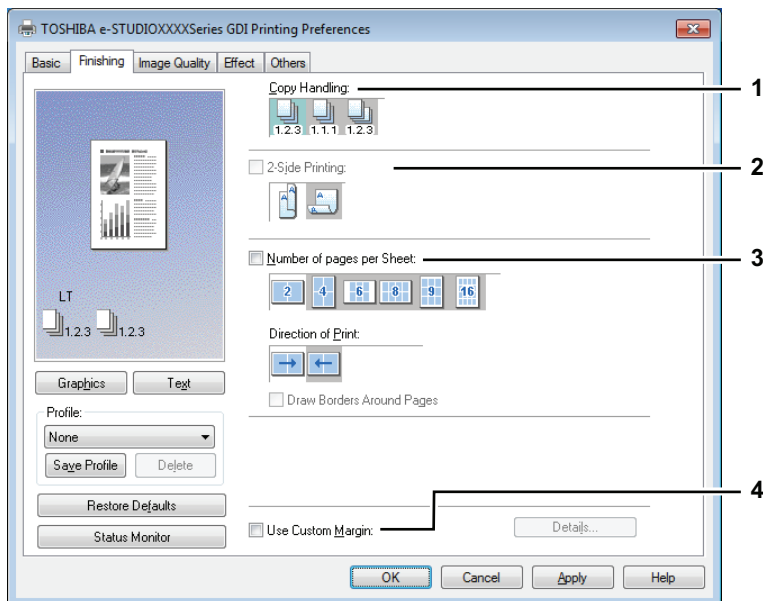 TOSHIBA e-STUDIOXXXXSeries GDI Printing Preferences
Basic Finishing Image Quality Effect Others
Copy Handling: 1
1.2.3 1.1.1 1.2.3
2-Side Printing: 2
A A
A B
Number of pages per Sheet: 3
2 4 6 8 9 16
LT
1.2.3 1.2.3
Direction of Print:
Graphics Text
Draw Borders Around Pages
Profile:
None
Save Profile Delete
Restore Defaults
4
Use Custom Margin: Details...
Status Monitor
OK Cancel Apply Help